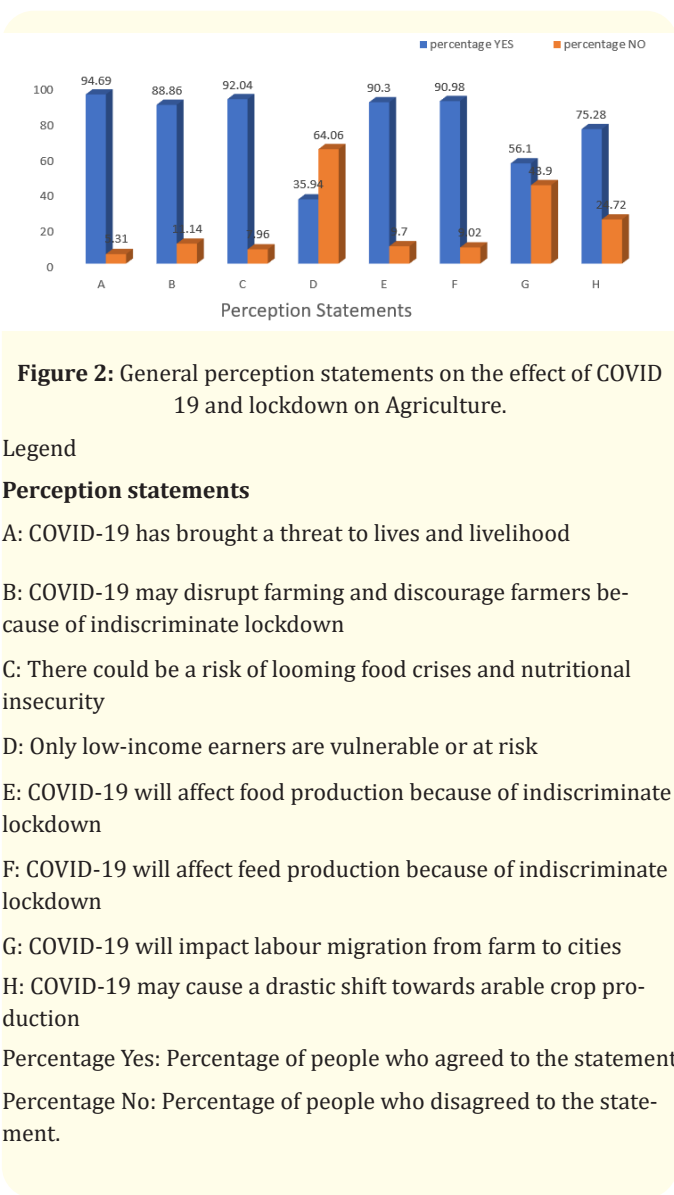 percentage YES percentage NO
94.69 88.86 92.04 35.94 64.06 90.3 90.98 56.1 75.28
100
80
60
40
20
0
A B C D E F G H
Perception Statements
Figure 2: General perception statements on the effect of COVID
19 and lockdown on Agriculture.
Legend
Perception statements
A: COVID-19 has brought a threat to lives and livelihood
B: COVID-19 may disrupt farming and discourage farmers be-
cause of indiscriminate lockdown
C: There could be a risk of looming food crises and nutritional
insecurity
D: Only low-income earners are vulnerable or at risk
E: COVID-19 will affect food production because of indiscriminate
lockdown
F: COVID-19 will affect feed production because of indiscriminate
lockdown
G: COVID-19 will impact labour migration from farm to cities
H: COVID-19 may cause a drastic shift towards arable crop pro-
duction
Percentage Yes: Percentage of people who agreed to the statement
Percentage No: Percentage of people who disagreed to the state-
ment.